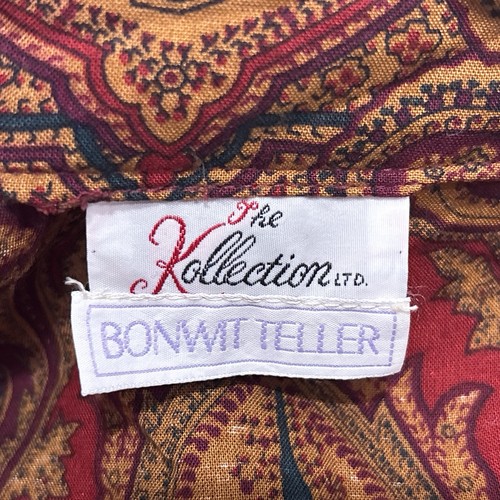 The
Kollection LTD.
BONWIT TELLER